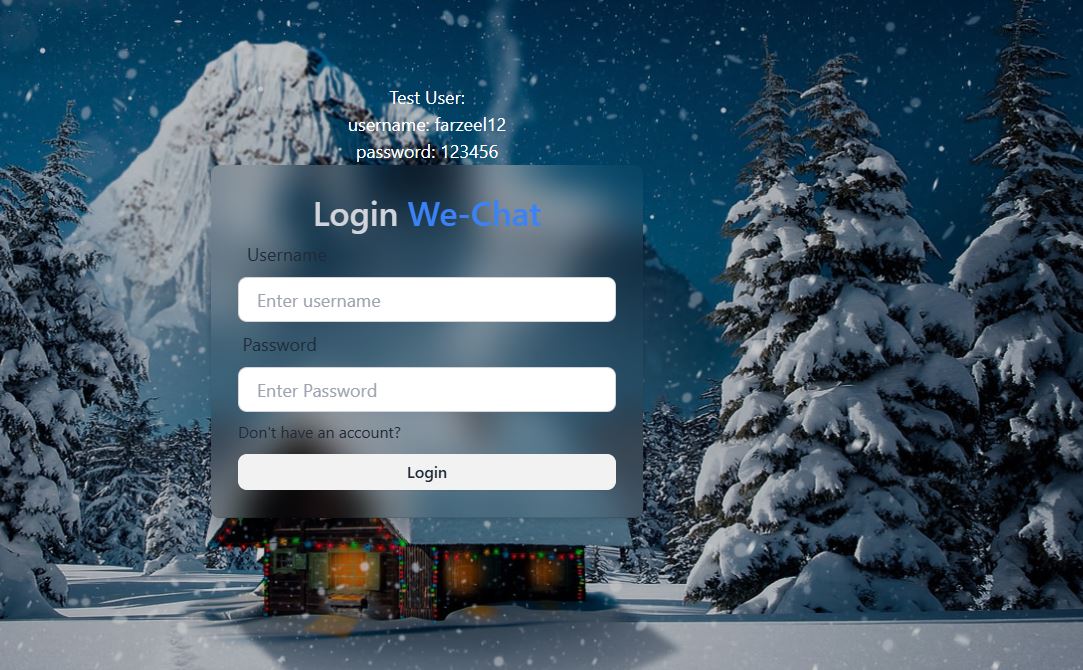 Test User:
username: farzeel12
password: 123456
Login We-Chat
Username
Enter username
Password
Enter Password
Don't have an account?
Login